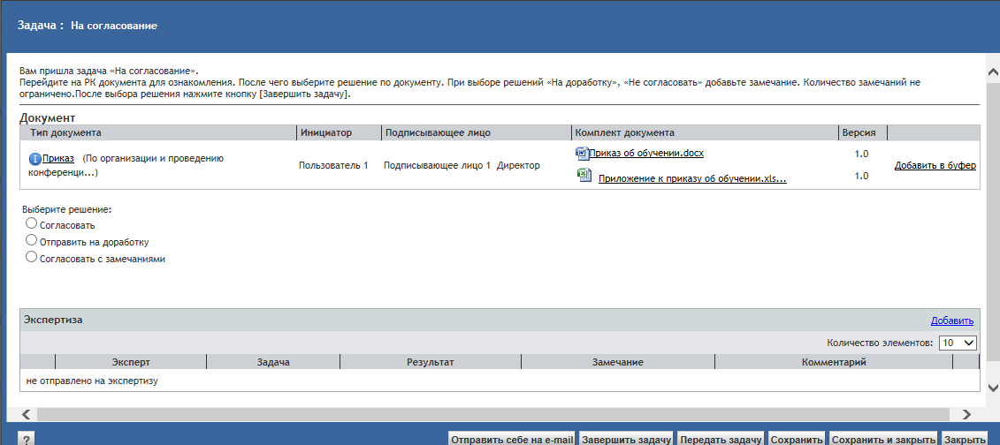 Задача : На согласование
Вам пришла задача «На согласование».
Перейдите на РК документа для ознакомления. После чего выберите решение по документу. При выборе решений «На доработку», «Не согласовать» добавьте замечание. Количество замечаний не
ограничено.После выбора решения нажмите кнопку [Завершить задачу].
Документ
Тип документа Инициатор Подписывающее лицо Комплект документа Версия
Приказ (По организации и проведению
конференци...)
Пользователь 1 Подписывающее лицо 1 Директор
Приказ об обучении.docx 1.0
Приложение к приказу об обучении.xls... 1.0
Добавить в буфер
Выберите решение:
Согласовать
Отправить на доработку
Согласовать с замечаниями
Экспертиза Добавить
Количество элементов: 10
Эксперт Задача Результат Замечание Комментарий
не отправлено на экспертизу
? Отправить себе на e-mail Завершить задачу Передать задачу Сохранить Сохранить и закрыть Закрыть